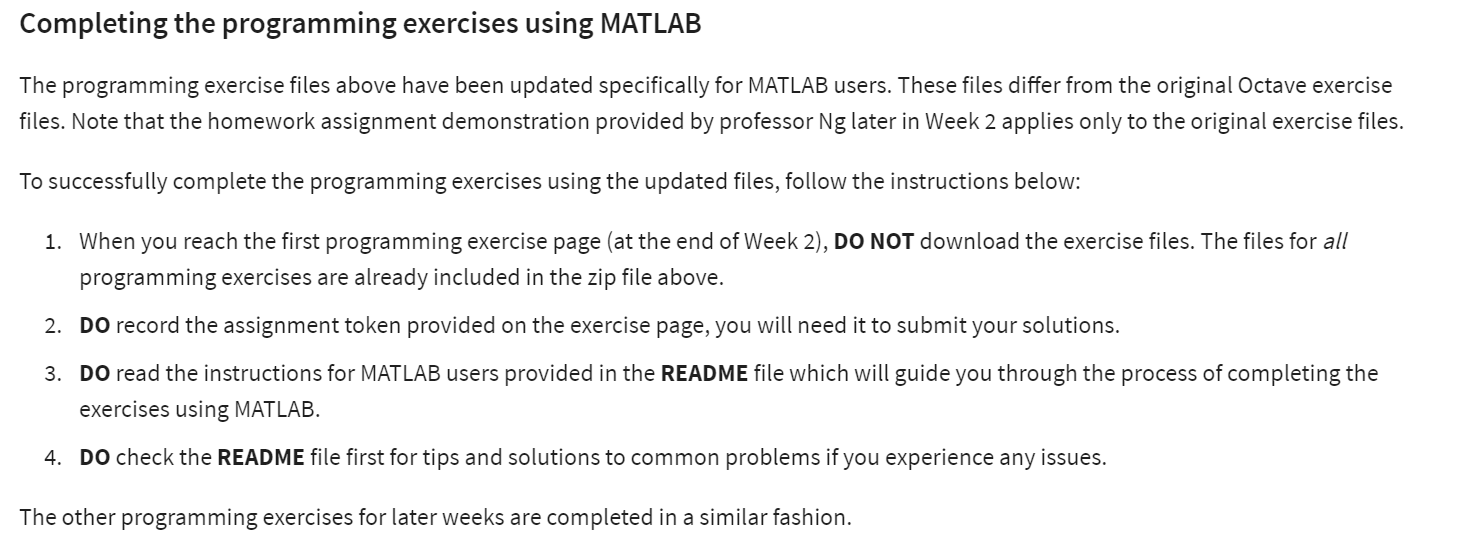 Completing the programming exercises using MATLAB
The programming exercise files above have been updated specifically for MATLAB users. These files differ from the original Octave exercise
files. Note that the homework assignment demonstration provided by professor Ng later in Week 2 applies only to the original exercise files.
To successfully complete the programming exercises using the updated files, follow the instructions below:
1. When you reach the first programming exercise page (at the end of Week 2), DO NOT download the exercise files. The files for all
programming exercises are already included in the zip file above.
2. DO record the assignment token provided on the exercise page, you will need it to submit your solutions.
3. DO read the instructions for MATLAB users provided in the README file which will guide you through the process of completing the
exercises using MATLAB.
4. DO check the README file first for tips and solutions to common problems if you experience any issues.
The other programming exercises for later weeks are completed in a similar fashion.